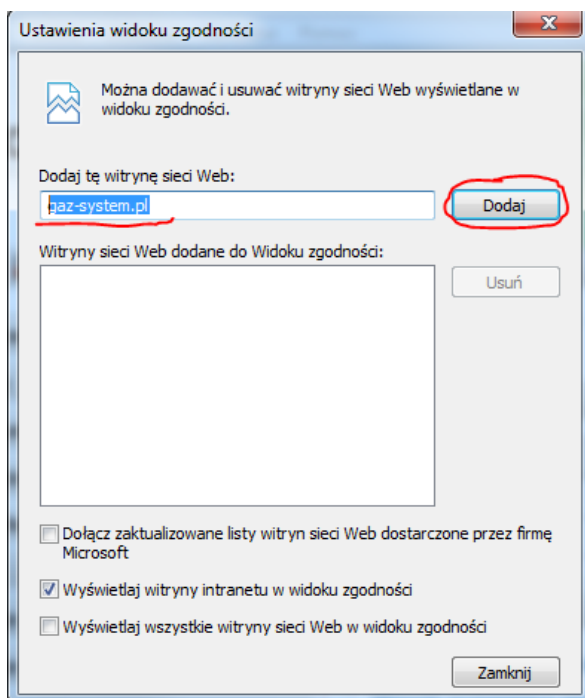 Ustawienia widoku zgodności
Można dodawać i usuwać witryny sieci Web wyświetlane w
widoku zgodności.
Dodaj tę witrynę sieci Web:
gaz-system.pl
Dodaj
Witryny sieci Web dodane do Widoku zgodności:
Usuń
Dołącz zaktualizowane listy witryn sieci Web dostarczone przez firmę
Microsoft
Wyświetlaj witryny intranetu w widoku zgodności
Wyświetlaj wszystkie witryny sieci Web w widoku zgodności
Zamknij